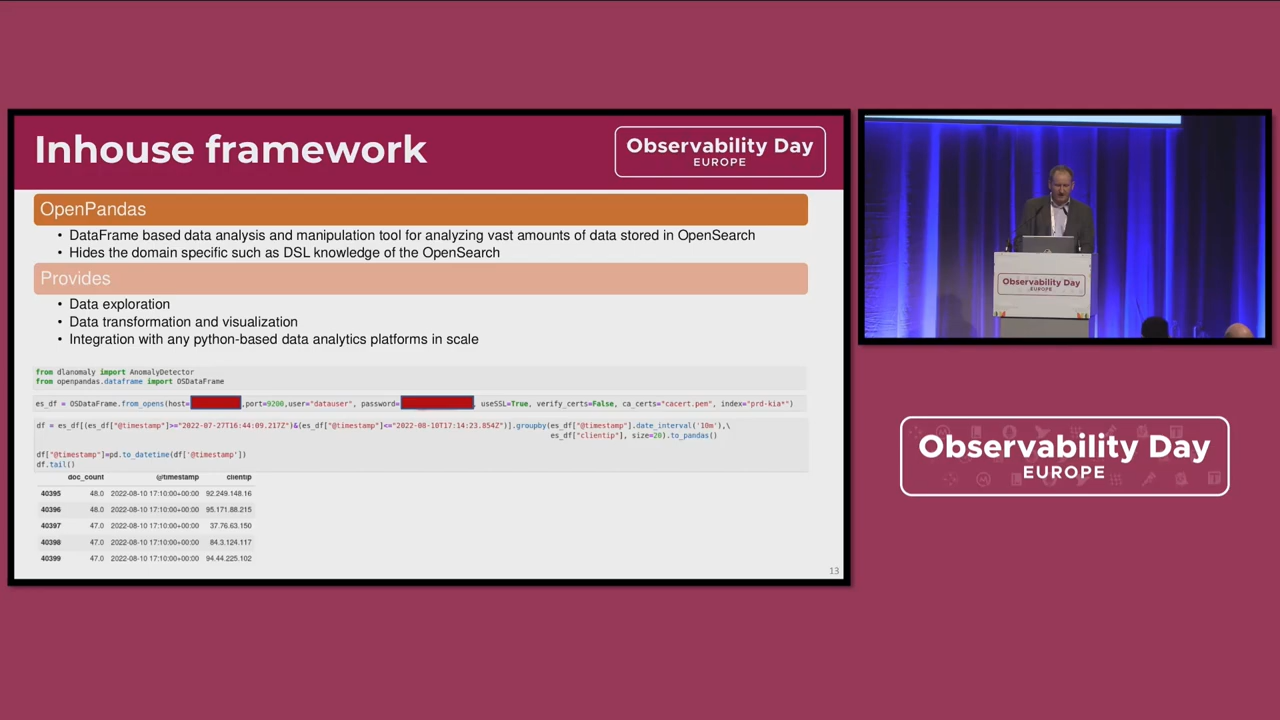 Inhouse framework
Observability Day
EUROPE
OpenPandas
• DataFrame based data analysis and manipulation tool for analyzing vast amounts of data stored in OpenSearch
• Hides the domain specific such as DSL knowledge of the OpenSearch
Provides
• Data exploration
• Data transformation and visualization
• Integration with any python-based data analytics platforms in scale
from dlanomaly import AnomalyDetector
from openpandas.dataframe import OSDataFrame
es_df = OSDataFrame.from_opens(host= ,port=9200,user="datauser", password= , useSSL=True, verify_certs=False, ca_certs="cacert.pem", index="prd-kia*")
df = es_df[(es_df["@timestamp"]>="2022-07-27T16:44:09.217Z")&(es_df["@timestamp"]<="2022-08-10T17:14:23.854Z")].groupby(es_df["@timestamp"].date_interval('10m'),\
es_df["clientip"], size=20).to_pandas()
df["@timestamp"]=pd.to_datetime(df['@timestamp'])
df.tail()
doc_count @timestamp clientip
40395 48.0 2022-08-10 17:10:00+00:00 92.249.148.16
40396 48.0 2022-08-10 17:10:00+00:00 95.171.88.215
40397 47.0 2022-08-10 17:10:00+00:00 37.76.63.150
40398 47.0 2022-08-10 17:10:00+00:00 84.3.124.117
40399 47.0 2022-08-10 17:10:00+00:00 94.44.225.102
13
Observability Day
EUROPE
Observability Day
EUROPE